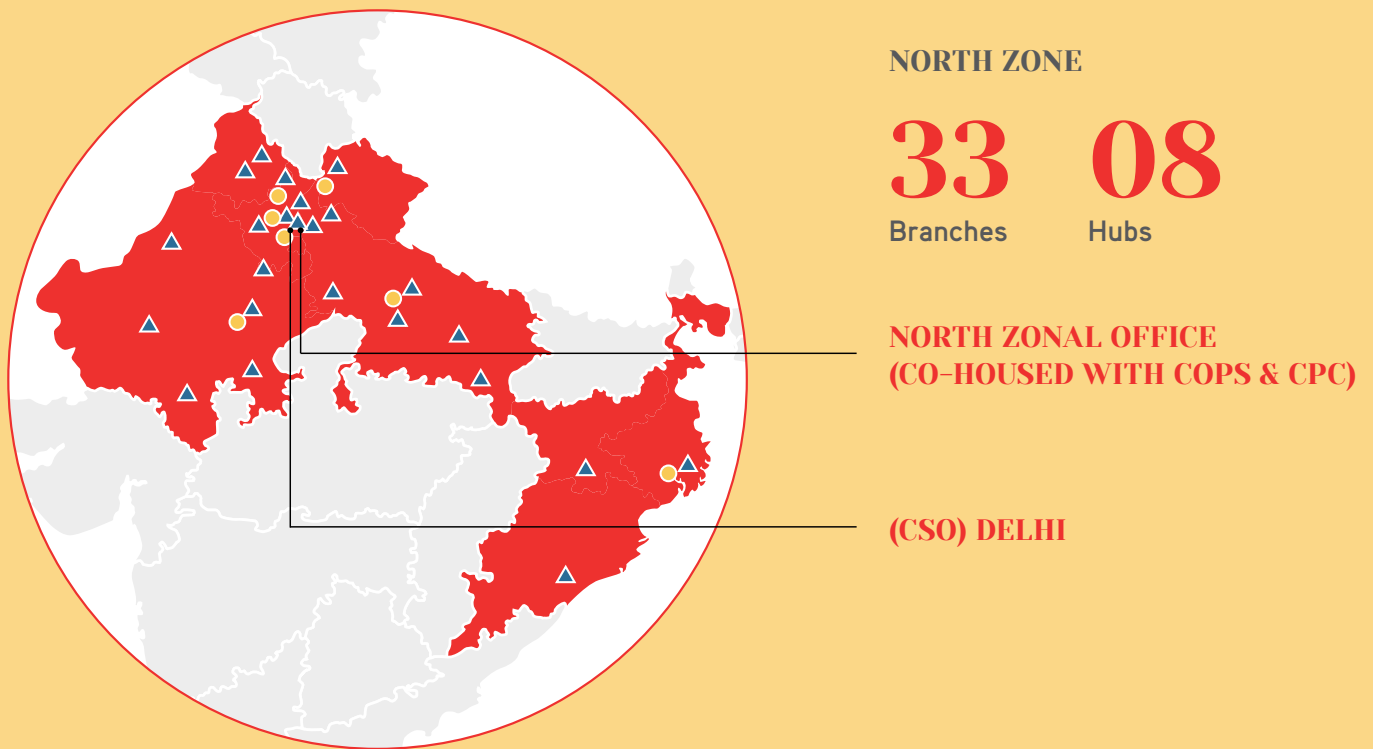 NORTH ZONE
33 08
Branches Hubs
NORTH ZONAL OFFICE
(CO-HOUSED WITH COPS & CPC)
(CSO) DELHI